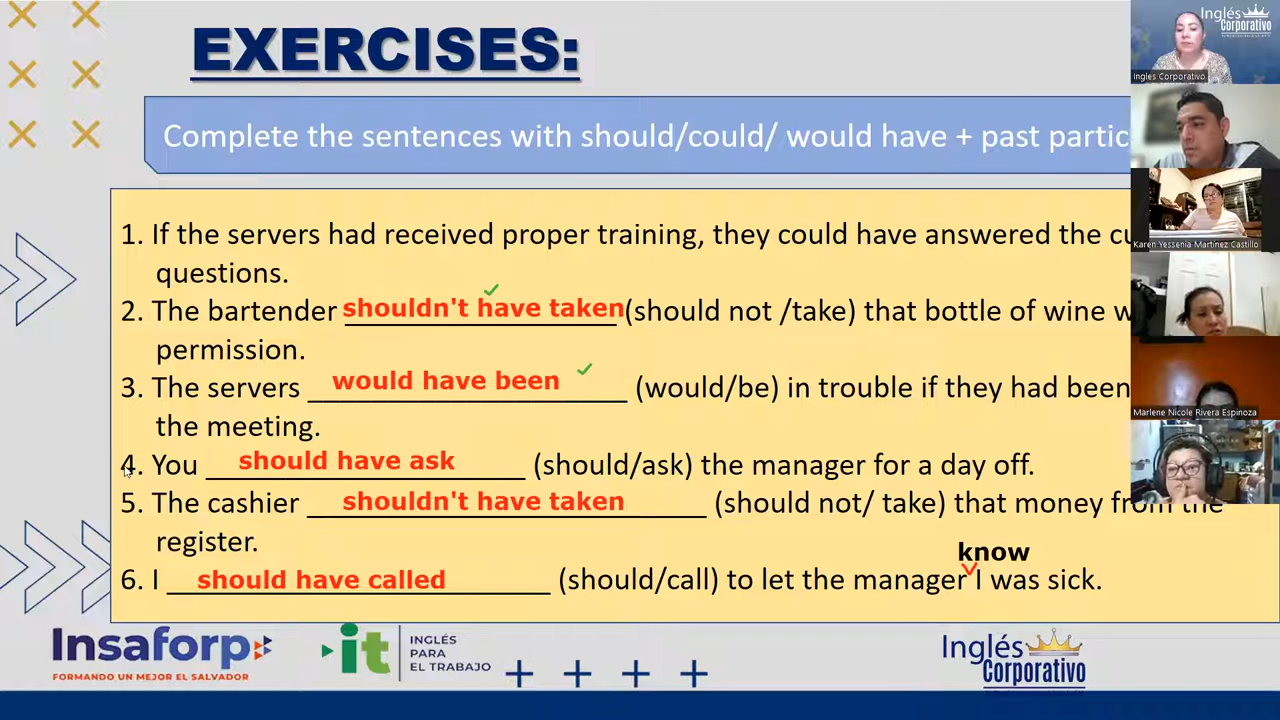 EXERCISES:
Complete the sentences with should/could/ would have + past partic
1. If the servers had received proper training, they could have answered the cu
questions.
2. The bartender shouldn't have taken (should not /take) that bottle of wine w
permission.
3. The servers would have been (would/be) in trouble if they had been
the meeting.
4. You should have ask (should/ask) the manager for a day off.
5. The cashier shouldn't have taken (should not/ take) that money from the
register.
know
6. I should have called (should/call) to let the manager I was sick.
Insaforp
FORMANDO UN MEJOR EL SALVADOR
it
INGLÉS
PARA
EL TRABAJO
Inglés
Corporativo
Inglés
Corporativo
Ingles Corporativo
Karen Yessenia Martínez Castillo
Marlene Nicole Rivera Espinoza